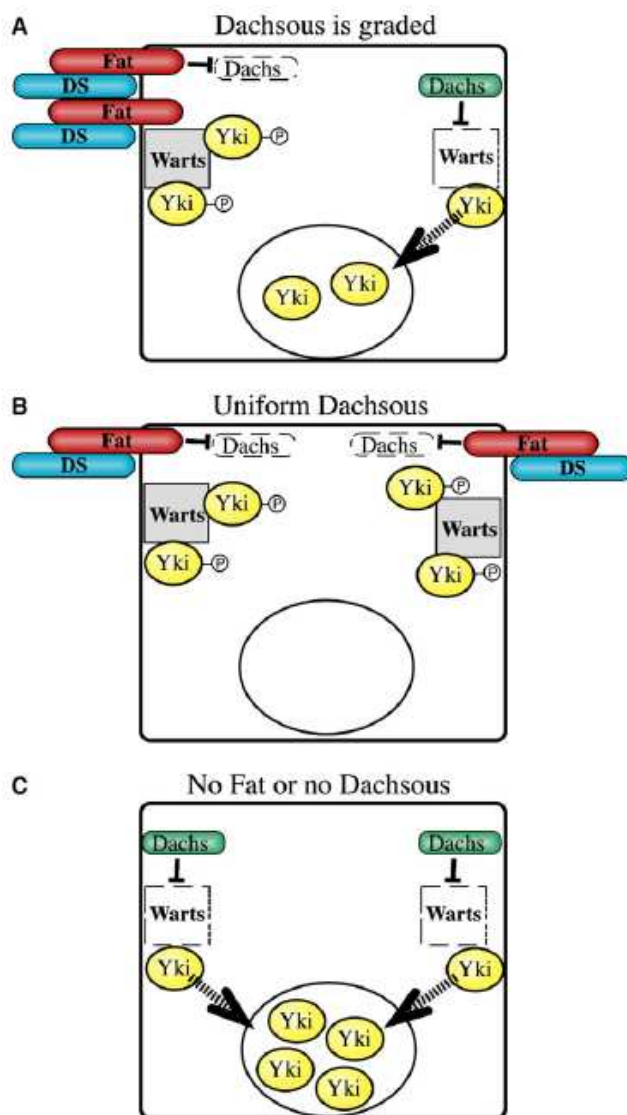 A
Dachsous is graded
Fat
Dachs
DS
Dachs
Fat
DS
Warts
Yki
P
Warts
Yki
P
Yki
Yki
Yki
B
Uniform Dachsous
Fat
Dachs
Dachs
Fat
DS
DS
Yki
P
Warts
Yki
P
Warts
Yki
P
Yki
P
C
No Fat or no Dachsous
Dachs
Dachs
Warts
Warts
Yki
Yki
Yki
Yki
Yki
Yki